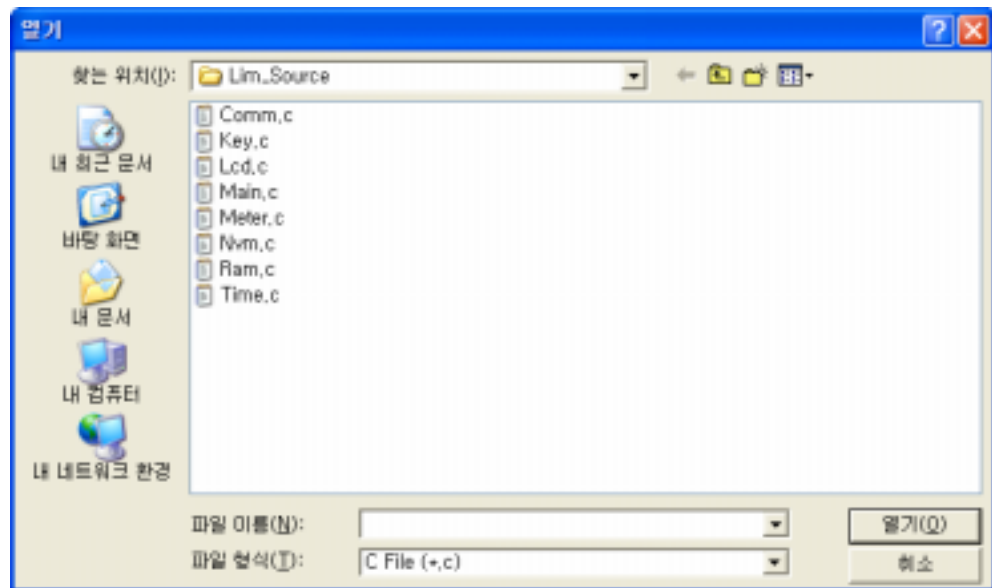 열기
찾는 위치(I):
Lim_Source
Comm.c
Key.c
Lcd.c
Main.c
Meter.c
Nvm.c
Ram.c
Time.c
내 최근 문서
바탕 화면
내 문서
내 컴퓨터
내 네트워크 환경
파일 이름(N):
열기(O)
파일 형식(T):
C File (*.c)
취소